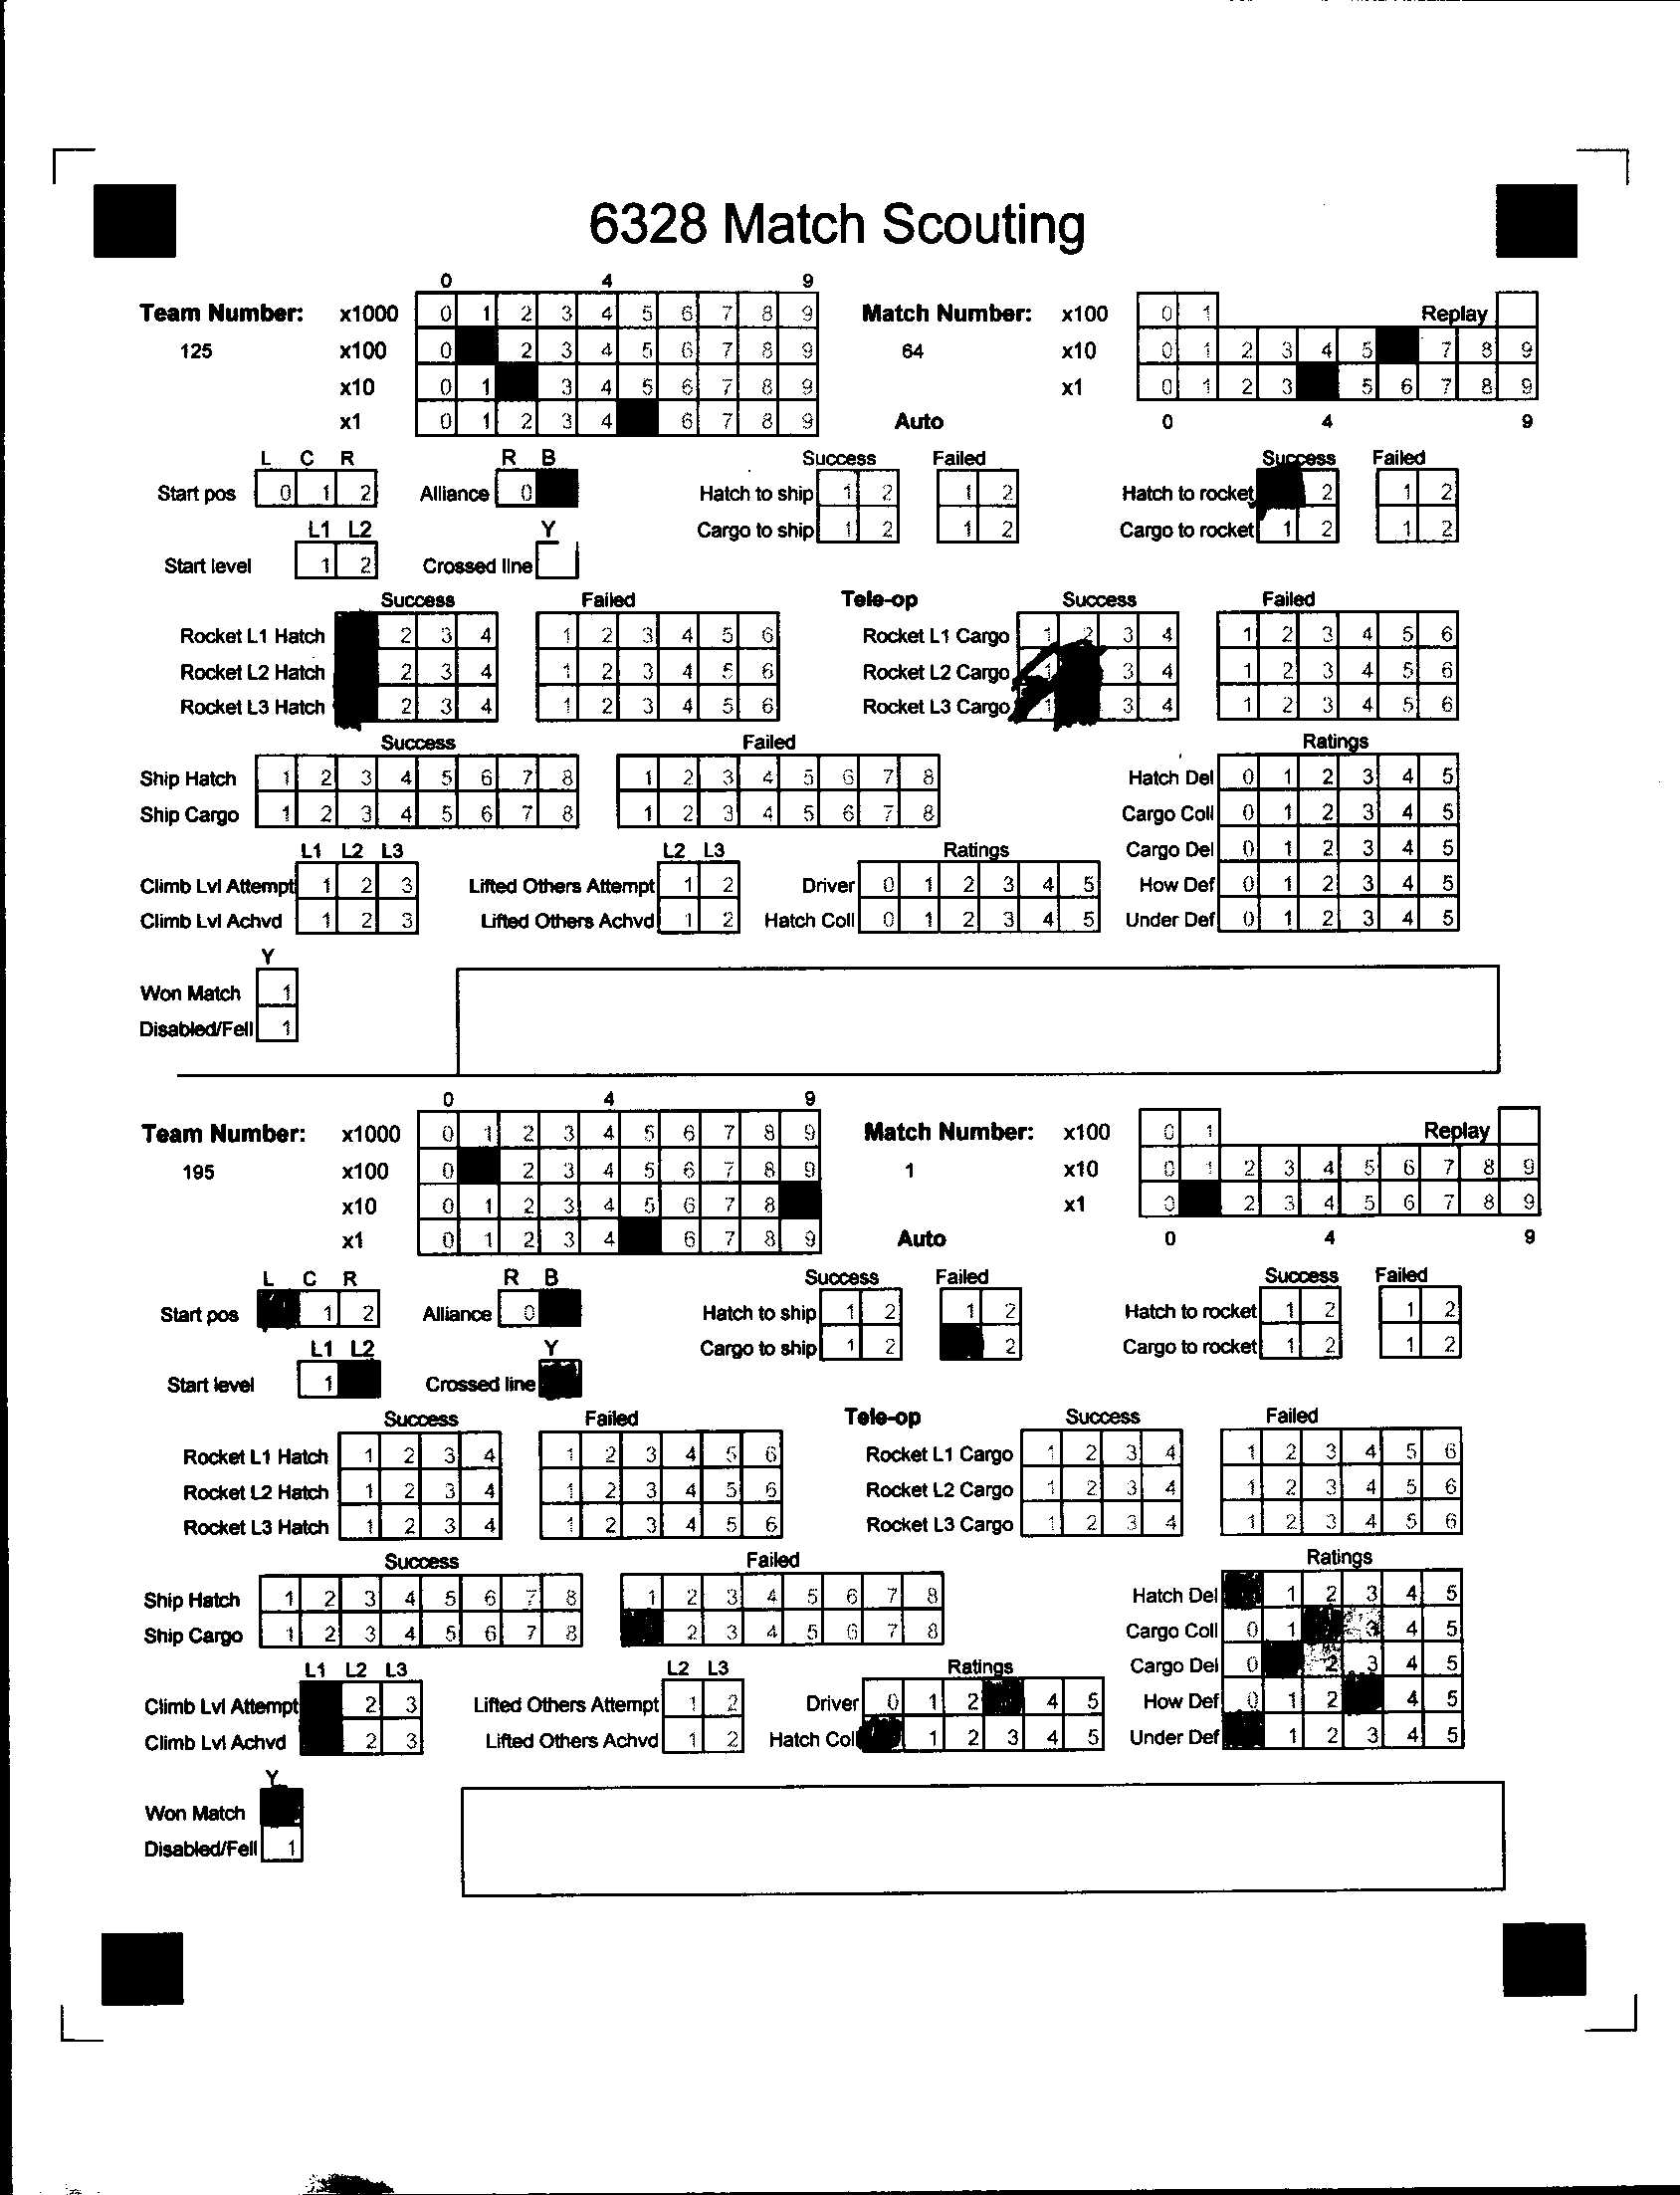 6328 Match Scouting
0 4 9
Team Number: x1000 0 1 2 3 4 5 6 7 8 9 Match Number: x100 0 1 Replay
125 x100 0 2 3 4 5 6 7 8 9 64 x10 0 1 2 3 4 5 7 8 9
x10 0 1 3 4 5 6 7 8 9 x1 0 1 2 3 5 6 7 8 9
x1 0 1 2 3 4 6 7 8 9 Auto 0 4 9
L C R R B Success Failed Success Failed
Start pos 0 1 2 Alliance 0 Hatch to ship 1 2 1 2 Hatch to rocket 2 1 2
L1 L2 Y Cargo to ship 1 2 1 2 Cargo to rocket 1 2 1 2
Start level 1 2 Crossed line
Success Failed Tele-op Success Failed
Rocket L1 Hatch 2 3 4 1 2 3 4 5 6 Rocket L1 Cargo 1 2 3 4 1 2 3 4 5 6
Rocket L2 Hatch 2 3 4 1 2 3 4 5 6 Rocket L2 Cargo 1 3 4 1 2 3 4 5 6
Rocket L3 Hatch 2 3 4 1 2 3 4 5 6 Rocket L3 Cargo 1 3 4 1 2 3 4 5 6
Success Failed Ratings
Ship Hatch 1 2 3 4 5 6 7 8 1 2 3 4 5 6 7 8 Hatch Del 0 1 2 3 4 5
Ship Cargo 1 2 3 4 5 6 7 8 1 2 3 4 5 6 7 8 Cargo Coll 0 1 2 3 4 5
L1 L2 L3 L2 L3 Ratings Cargo Del 0 1 2 3 4 5
Climb Lvl Attempt 1 2 3 Lifted Others Attempt 1 2 Driver 0 1 2 3 4 5 How Def 0 1 2 3 4 5
Climb Lvl Achvd 1 2 3 Lifted Others Achvd 1 2 Hatch Coll 0 1 2 3 4 5 Under Def 0 1 2 3 4 5
Y
Won Match 1
Disabled/Fell 1
0 4 9
Team Number: x1000 0 1 2 3 4 5 6 7 8 9 Match Number: x100 0 1 Replay
195 x100 0 2 3 4 5 6 7 8 9 1 x10 0 1 2 3 4 5 6 7 8 9
x10 0 1 2 3 4 5 6 7 8 x1 0 2 3 4 5 6 7 8 9
x1 0 1 2 3 4 6 7 8 9 Auto 0 4 9
L C R R B Success Failed Success Failed
Start pos 1 2 Alliance 0 Hatch to ship 1 2 1 2 Hatch to rocket 1 2 1 2
L1 L2 Y Cargo to ship 1 2 2 Cargo to rocket 1 2 1 2
Start level 1 Crossed line
Success Failed Tele-op Success Failed
Rocket L1 Hatch 1 2 3 4 1 2 3 4 5 6 Rocket L1 Cargo 1 2 3 4 1 2 3 4 5 6
Rocket L2 Hatch 1 2 3 4 1 2 3 4 5 6 Rocket L2 Cargo 1 2 3 4 1 2 3 4 5 6
Rocket L3 Hatch 1 2 3 4 1 2 3 4 5 6 Rocket L3 Cargo 1 2 3 4 1 2 3 4 5 6
Success Failed Ratings
Ship Hatch 1 2 3 4 5 6 7 8 1 2 3 4 5 6 7 8 Hatch Del 1 2 3 4 5
Ship Cargo 1 2 3 4 5 6 7 8 2 3 4 5 6 7 8 Cargo Coll 0 1 3 4 5
L1 L2 L3 L2 L3 Ratings Cargo Del 0 2 3 4 5
Climb Lvl Attempt 2 3 Lifted Others Attempt 1 2 Driver 0 1 2 4 5 How Def 0 1 2 4 5
Climb Lvl Achvd 2 3 Lifted Others Achvd 1 2 Hatch Coll 1 2 3 4 5 Under Def 1 2 3 4 5
Y
Won Match
Disabled/Fell 1